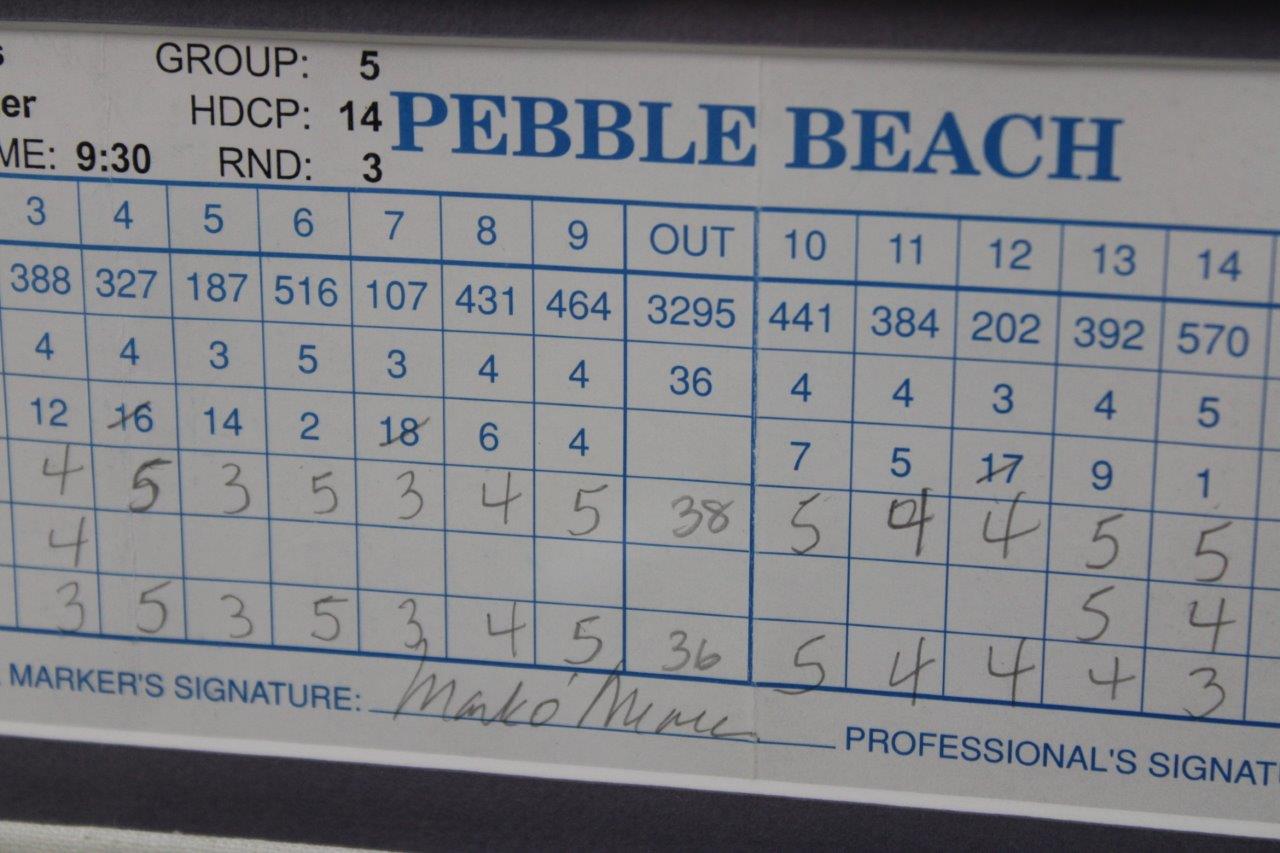 s GROUP: 5
er HDCP: 14
ME: 9:30 RND: 3
PEBBLE BEACH
3 4 5 6 7 8 9 OUT 10 11 12 13 14
388 327 187 516 107 431 464 3295 441 384 202 392 570
4 4 3 5 3 4 4 36 4 4 3 4 5
12 16 14 2 18 6 4 7 5 17 9 1
4 5 3 5 3 4 5 38 5 4 4 5 5
4 5 4
3 5 3 5 3 4 5 36 5 4 4 4 3
MARKER'S SIGNATURE: Mark O'Meara
PROFESSIONAL'S SIGNAT